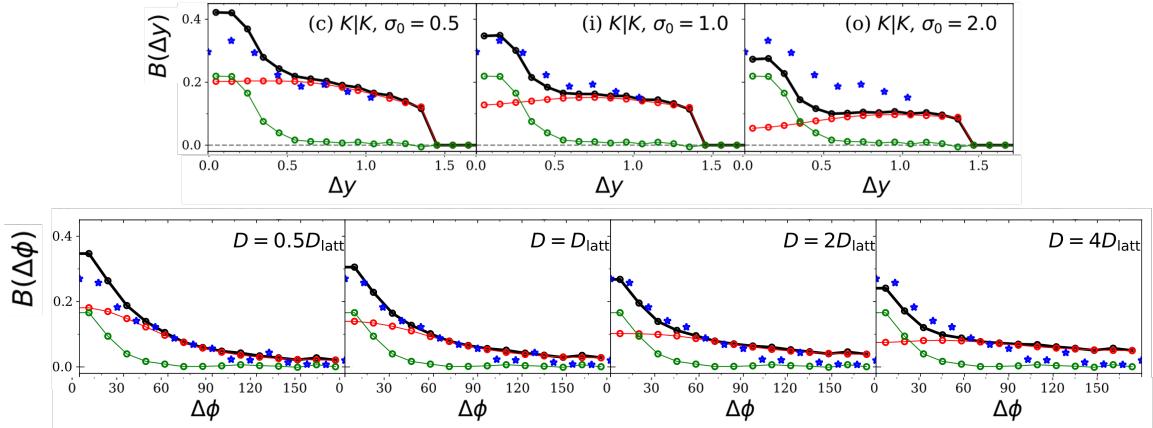 B(Δy)
0.4
0.2
0.0
(c) K|K, σ₀ = 0.5
(i) K|K, σ₀ = 1.0
(o) K|K, σ₀ = 2.0
0.0 0.5 1.0 1.5 0.0 0.5 1.0 1.5 0.0 0.5 1.0 1.5
Δy Δy Δy
B(Δϕ)
0.4
0.2
0.0
D = 0.5D_latt
D = D_latt
D = 2D_latt
D = 4D_latt
0 30 60 90 120 150 0 30 60 90 120 150 0 30 60 90 120 150 0 30 60 90 120 150
Δϕ Δϕ Δϕ Δϕ